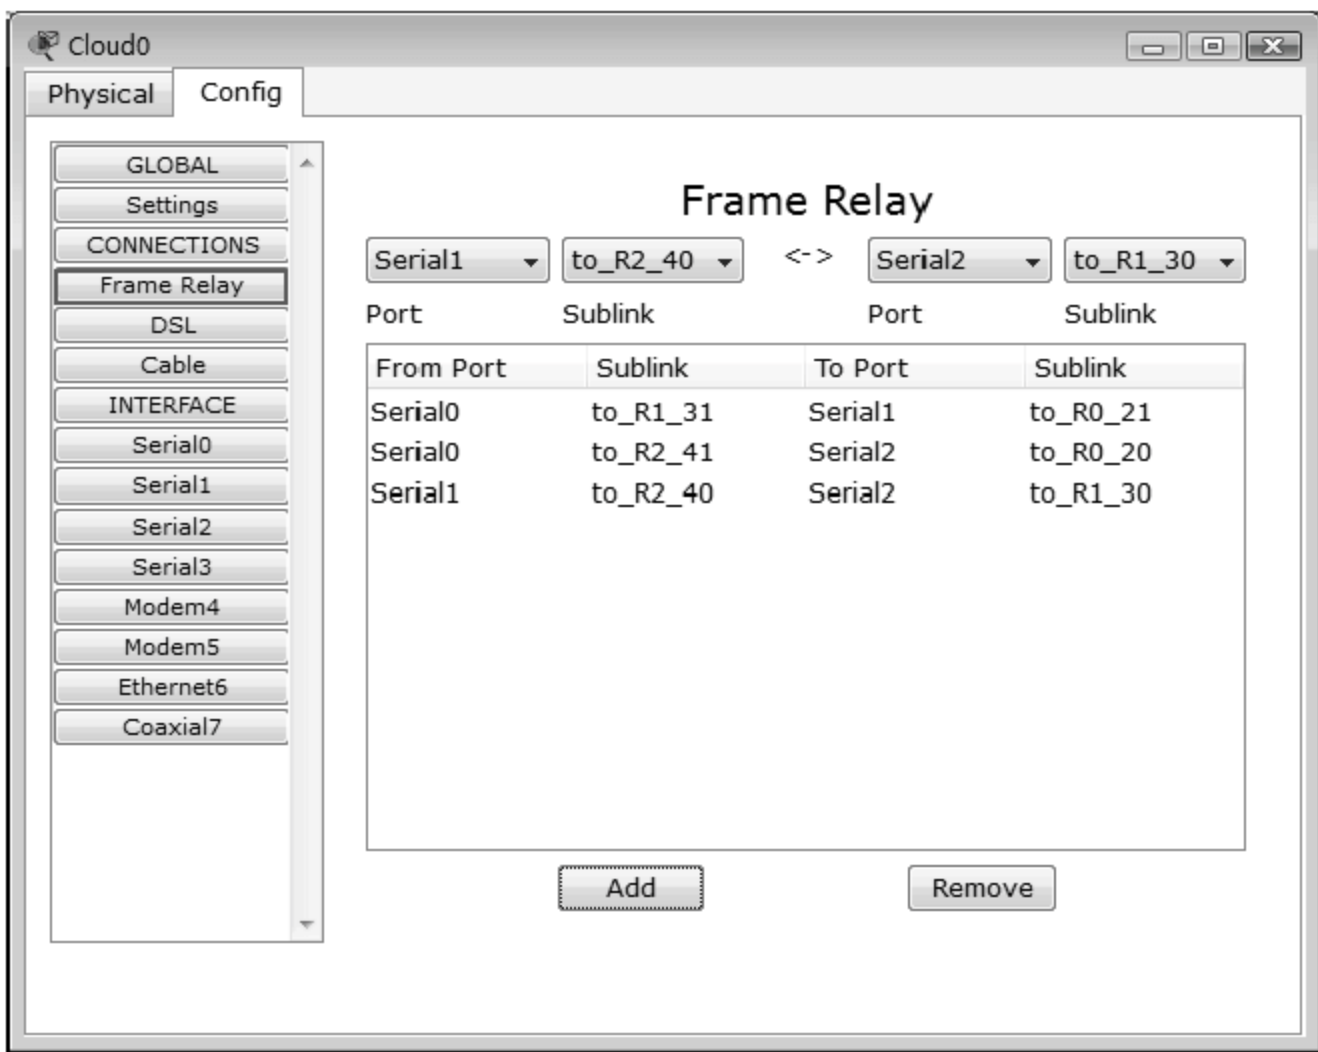 Cloud0
Physical Config
GLOBAL
Settings
CONNECTIONS
Frame Relay
DSL
Cable
INTERFACE
Serial0
Serial1
Serial2
Serial3
Modem4
Modem5
Ethernet6
Coaxial7
Frame Relay
Serial1 to_R2_40 <-> Serial2 to_R1_30
Port Sublink Port Sublink
From Port Sublink To Port Sublink
Serial0 to_R1_31 Serial1 to_R0_21
Serial0 to_R2_41 Serial2 to_R0_20
Serial1 to_R2_40 Serial2 to_R1_30
Add Remove